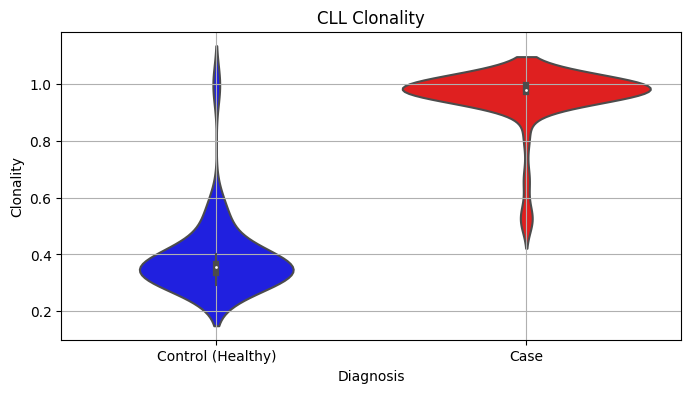 CLL Clonality
1.0
0.8
0.6
0.4
0.2
Clonality
Control (Healthy)
Case
Diagnosis